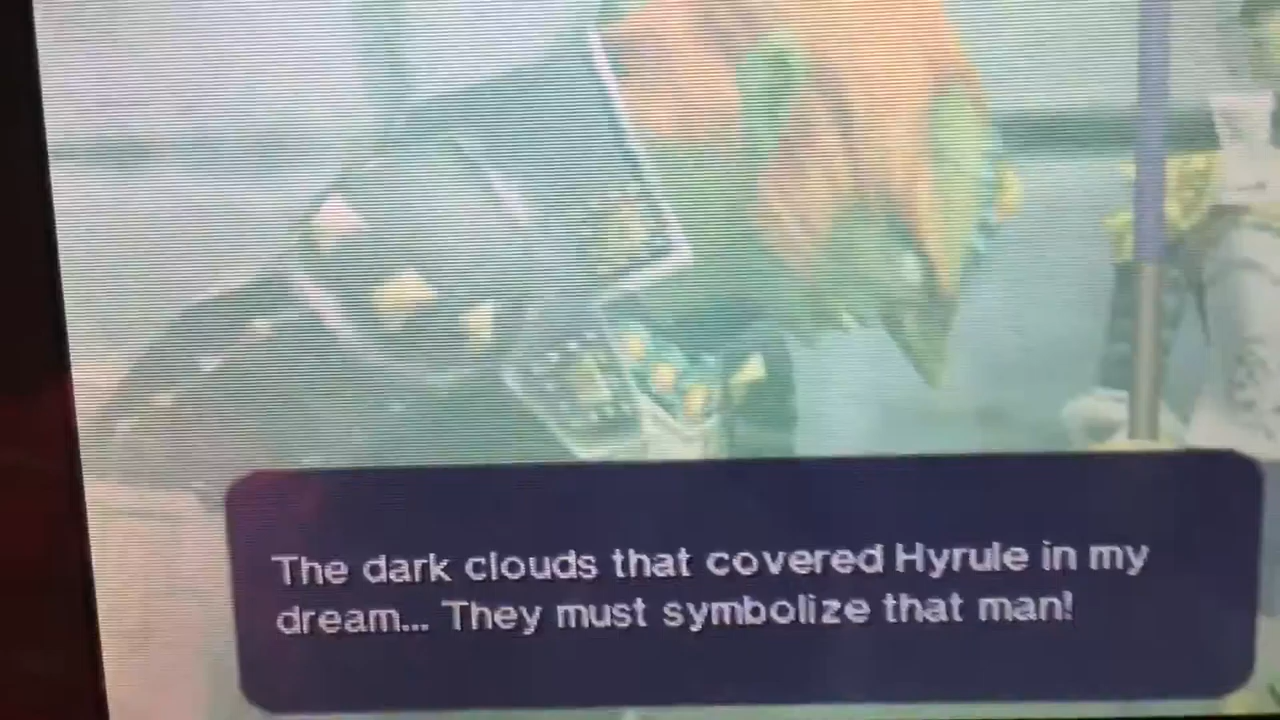 The dark clouds that covered Hyrule in my
dream... They must symbolize that man!